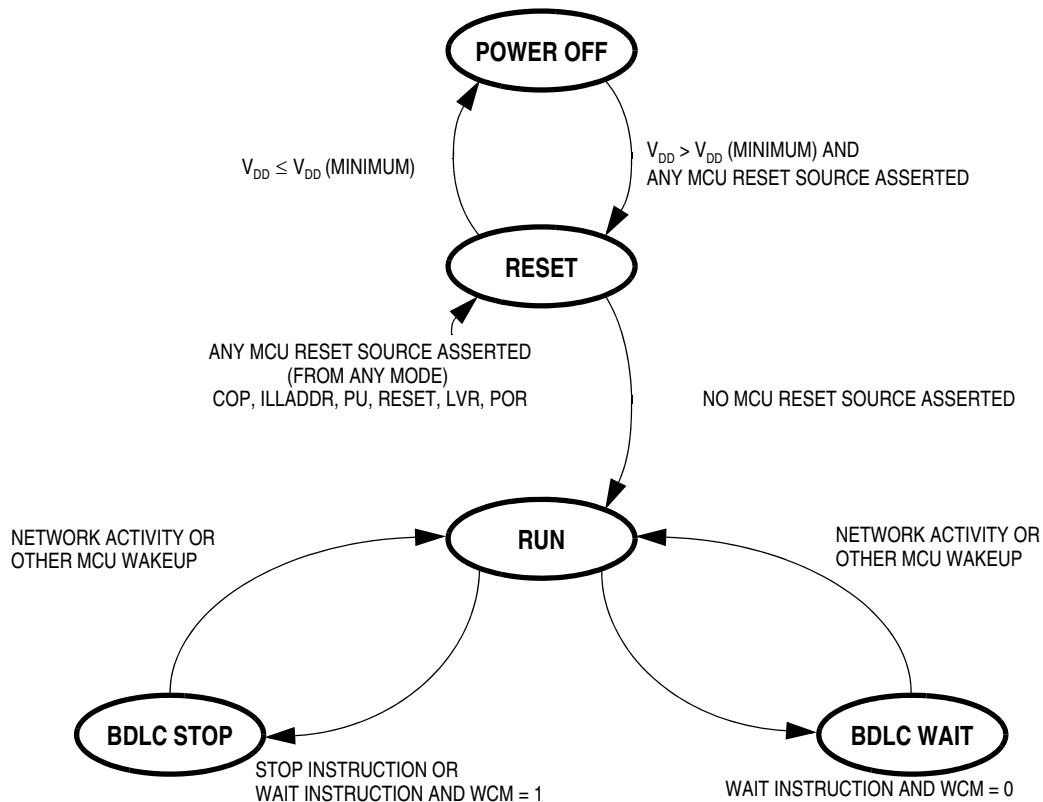 POWER OFF
V_DD ≤ V_DD (MINIMUM)
V_DD > V_DD (MINIMUM) AND
ANY MCU RESET SOURCE ASSERTED
RESET
ANY MCU RESET SOURCE ASSERTED
(FROM ANY MODE)
COP, ILLADDR, PU, RESET, LVR, POR
NO MCU RESET SOURCE ASSERTED
NETWORK ACTIVITY OR
OTHER MCU WAKEUP
RUN
NETWORK ACTIVITY OR
OTHER MCU WAKEUP
BDLC STOP
BDLC WAIT
STOP INSTRUCTION OR
WAIT INSTRUCTION AND WCM = 1
WAIT INSTRUCTION AND WCM = 0